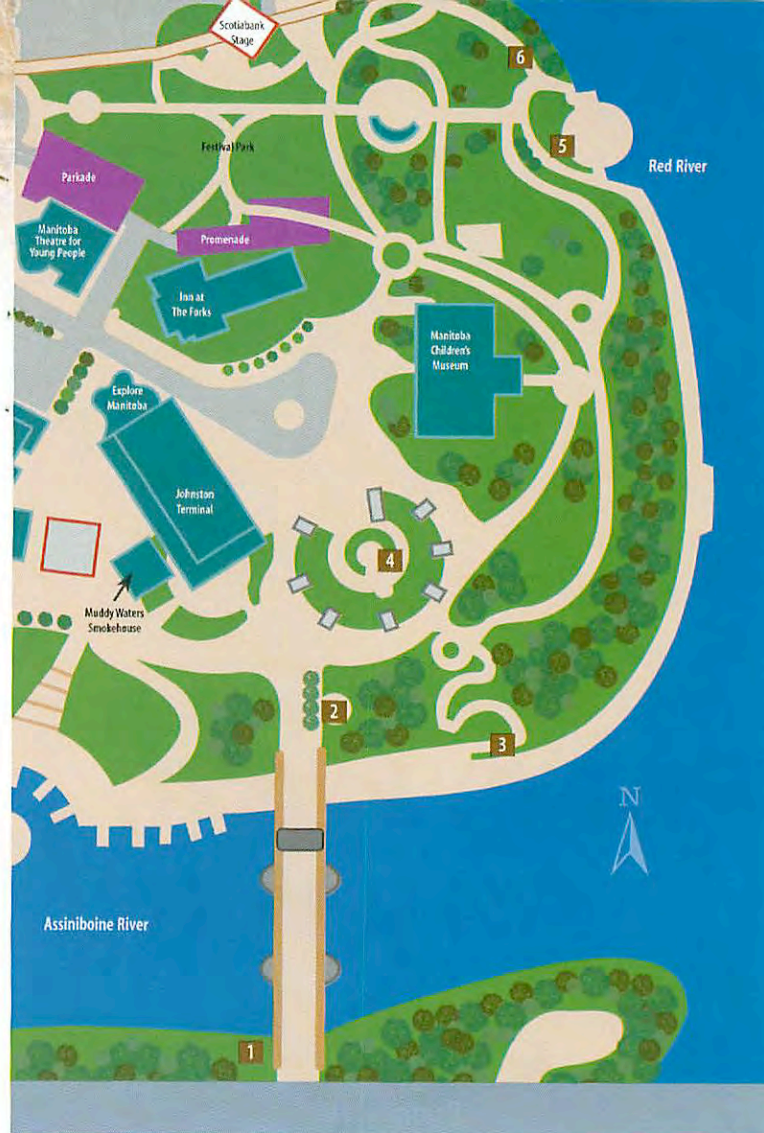 Scotiabank
Stage
6
Festival Park
5
Red River
Parkade
Manitoba
Theatre for
Young People
Promenade
Inn at
The Forks
Manitoba
Children's
Museum
Explore
Manitoba
Johnston
Terminal
4
Muddy Waters
Smokehouse
2
3
N
Assiniboine River
1